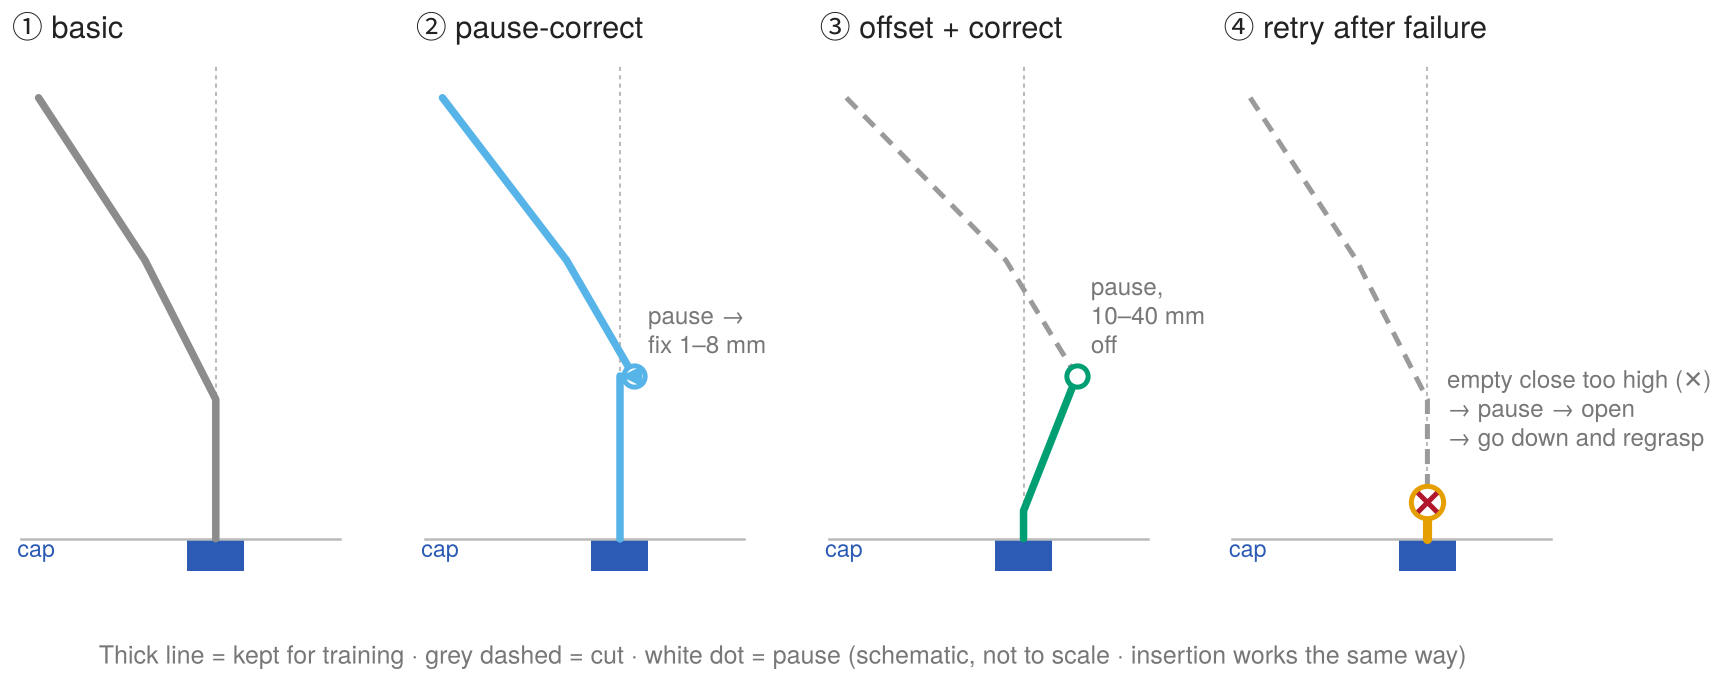 ① basic
② pause-correct
③ offset + correct
④ retry after failure
pause →
fix 1–8 mm
pause,
10–40 mm
off
empty close too high (✕)
→ pause → open
→ go down and regrasp
cap
cap
cap
cap
Thick line = kept for training · grey dashed = cut · white dot = pause (schematic, not to scale · insertion works the same way)